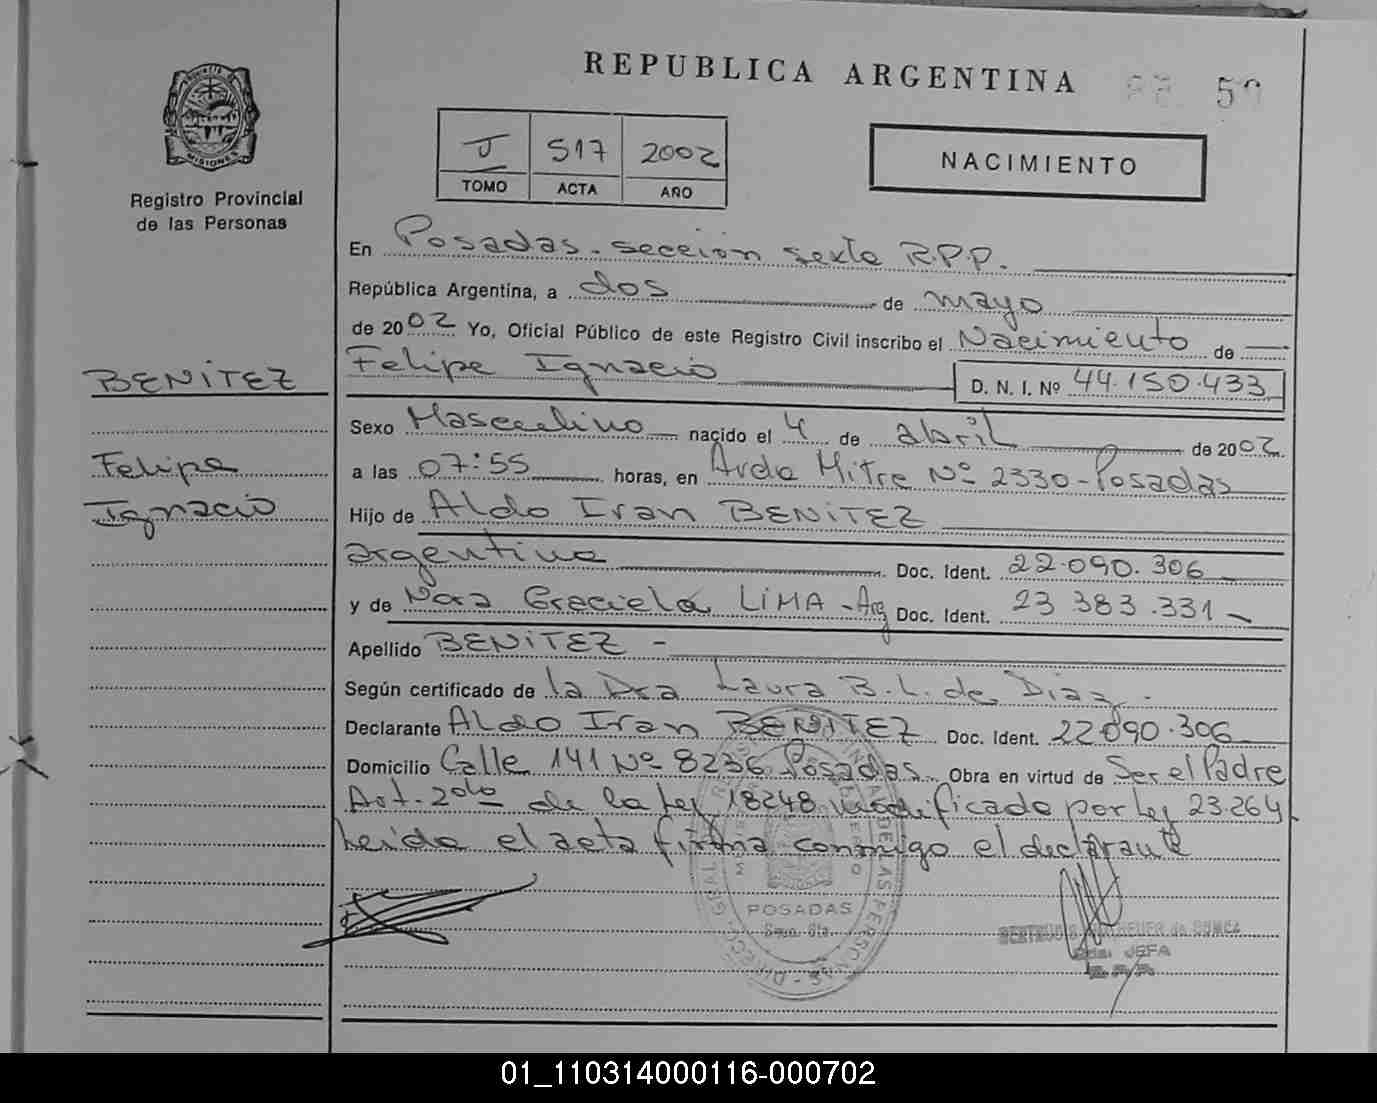 REPUBLICA ARGENTINA
50
MISIONES
Registro Provincial
de las Personas
J 517 2002
TOMO ACTA AÑO
NACIMIENTO
En Posadas - sección sexta R.P.P.
República Argentina, a dos de mayo
de 2002 Yo, Oficial Público de este Registro Civil inscribo el Nacimiento de
Felipe Ignacio D. N. I. Nº 44.150.433
BENITEZ
Felipe
Ignacio
Sexo Masculino nacido el 4 de abril de 2002
a las 07:55 horas, en Avda Mitre Nº 2330 - Posadas
Hijo de Aldo Ivan BENITEZ
argentino Doc. Ident. 22.090.306
y de Nora Graciela LIMA - Arg Doc. Ident. 23 383.331
Apellido BENITEZ -
Según certificado de la Dra Laura B. L. de Diaz.
Declarante Aldo Ivan BENITEZ Doc. Ident. 22090.306
Domicilio Calle 141 Nº 8236 Posadas Obra en virtud de Ser el Padre
Art. 2do de la Ley 18248 modificado por Ley 23.264
Leida el acta firma conmigo el declarante
POSADAS
JEFA
01_110314000116-000702